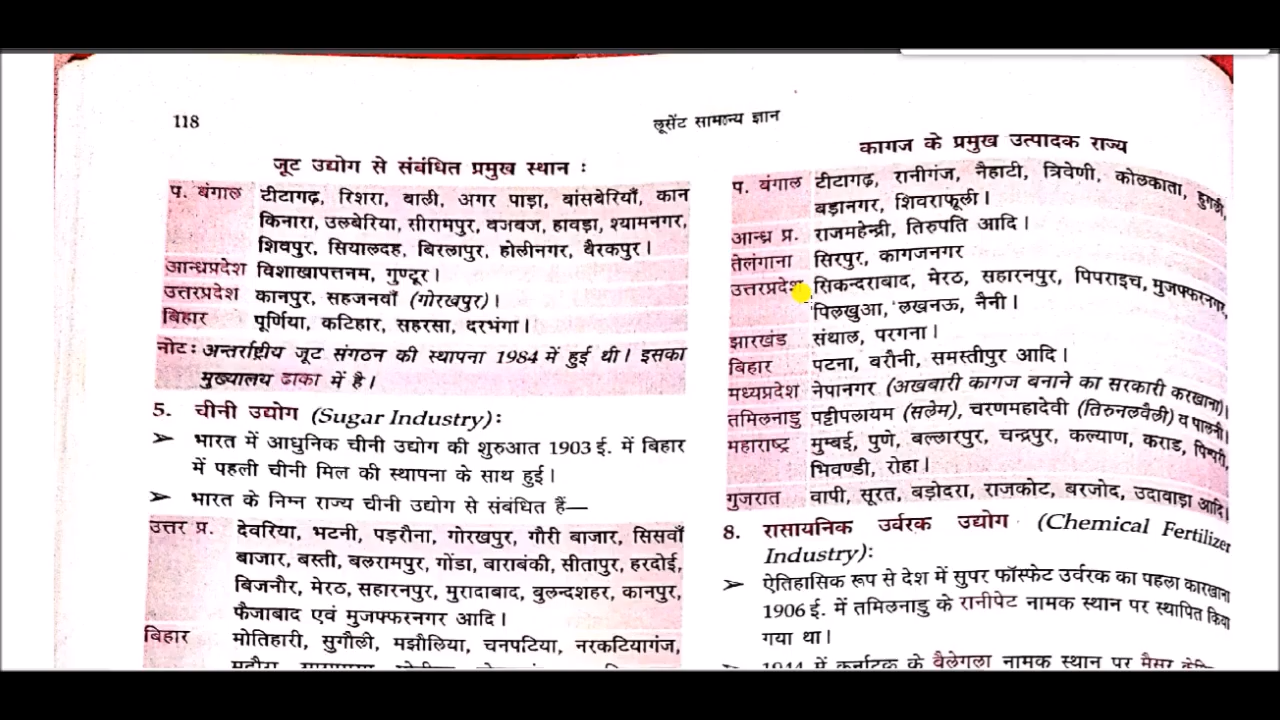 118
लूसेंट सामान्य ज्ञान
जूट उद्योग से संबंधित प्रमुख स्थान :
प. बंगाल टीटागढ़, रिशरा, बाली, अगर पाड़ा, बांसबेरियाँ, कान
किनारा, उलबेरिया, सीरामपुर, वजबज, हावड़ा, श्यामनगर,
शिवपुर, सियालदह, बिरलापुर, होलीनगर, बैरकपुर।
आन्ध्रप्रदेश विशाखापत्तनम, गुण्टूर।
उत्तरप्रदेश कानपुर, सहजनवाँ (गोरखपुर)।
बिहार पूर्णिया, कटिहार, सहरसा, दरभंगा।
नोट: अन्तर्राष्ट्रीय जूट संगठन की स्थापना 1984 में हुई थी। इसका
मुख्यालय ढाका में है।
5. चीनी उद्योग (Sugar Industry):
➢ भारत में आधुनिक चीनी उद्योग की शुरुआत 1903 ई. में बिहार
में पहली चीनी मिल की स्थापना के साथ हुई।
➢ भारत के निम्न राज्य चीनी उद्योग से संबंधित हैं—
उत्तर प्र. देवरिया, भटनी, पड़रौना, गोरखपुर, गौरी बाजार, सिसवाँ
बाजार, बस्ती, बलरामपुर, गोंडा, बाराबंकी, सीतापुर, हरदोई,
बिजनौर, मेरठ, सहारनपुर, मुरादाबाद, बुलन्दशहर, कानपुर,
फैजाबाद एवं मुजफ्फरनगर आदि।
बिहार मोतिहारी, सुगौली, मझौलिया, चनपटिया, नरकटियागंज,
कागज के प्रमुख उत्पादक राज्य
प. बंगाल टीटागढ़, रानीगंज, नैहाटी, त्रिवेणी, कोलकाता, हुगली,
बड़ानगर, शिवराफूली।
आन्ध्र प्र. राजमहेन्द्री, तिरुपति आदि।
तेलंगाना सिरपुर, कागजनगर
उत्तरप्रदेश सिकन्दराबाद, मेरठ, सहारनपुर, पिपराइच, मुजफ्फरनगर,
पिलखुआ, लखनऊ, नैनी।
झारखंड संथाल, परगना।
बिहार पटना, बरौनी, समस्तीपुर आदि।
मध्यप्रदेश नेपानगर (अखबारी कागज बनाने का सरकारी करखाना)।
तमिलनाडु पट्टीपलायम (सलेम), चरणमहादेवी (तिरुनलवैली) व पालनी।
महाराष्ट्र मुम्बई, पुणे, बल्लारपुर, चन्द्रपुर, कल्याण, कराड, पिम्परी,
भिवण्डी, रोहा।
गुजरात वापी, सूरत, बड़ोदरा, राजकोट, बरजोद, उदावाड़ा आदि।
8. रासायनिक उर्वरक उद्योग (Chemical Fertilizer
Industry):
➢ ऐतिहासिक रूप से देश में सुपर फॉस्फेट उर्वरक का पहला कारखाना
1906 ई. में तमिलनाडु के रानीपेट नामक स्थान पर स्थापित किया
गया था।
➢ 1944 में कर्नाटक के बैलेगुला नामक स्थान पर मैसूर